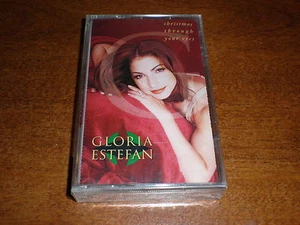 christmas
through
your eyes
GLORIA
ESTEFAN